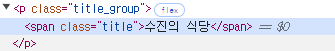 ▼<p class="title_group"> flex
<span class="title">수진의 식당</span> == $0
</p>